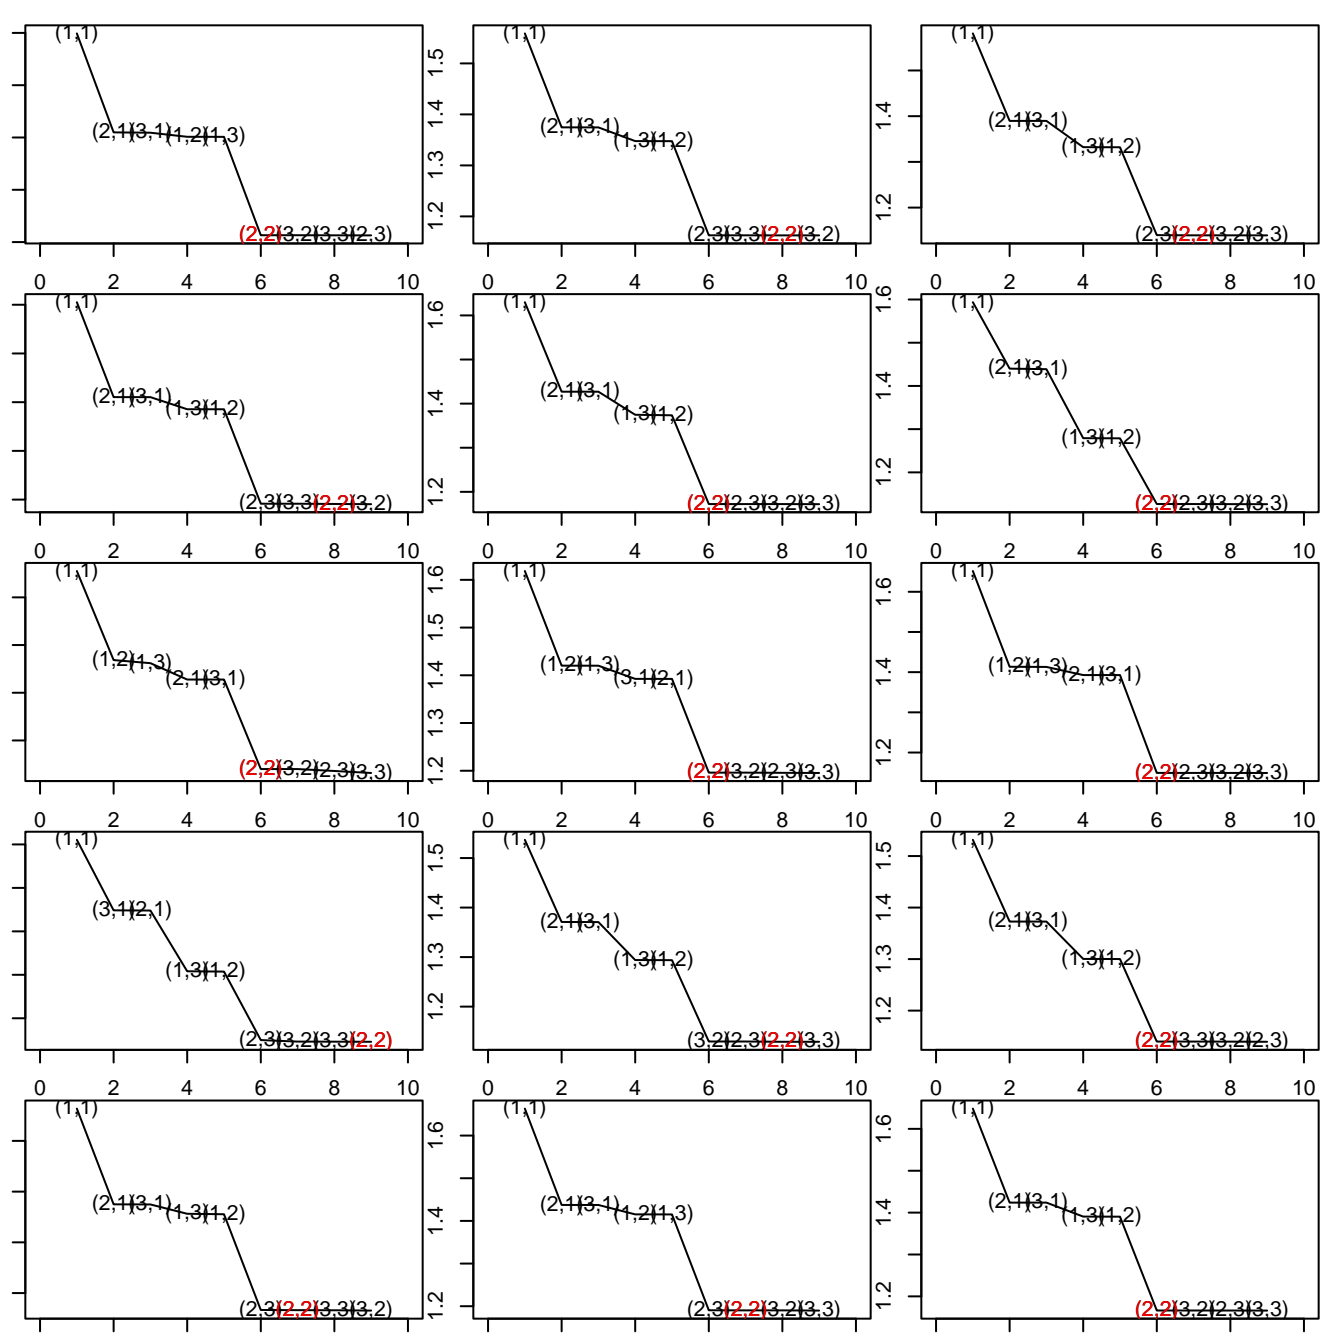 (1,1) (1,1) (1,1)
(2,1) (3,1) (1,2) (1,3) 1.5 1.4 1.3 1.2 (2,1) (3,1) (1,3) (1,2) 1.4 1.2 (2,1) (3,1) (1,3) (1,2)
(2,2) (3,2) (3,3) (2,3) (2,3) (3,3) (2,2) (3,2) (2,3) (2,2) (3,2) (3,3)
0 2 4 6 8 10 0 2 4 6 8 10 0 2 4 6 8 10
(1,1) (1,1) (1,1)
(2,1) (3,1) (1,3) (1,2) 1.6 1.4 1.2 (2,1) (3,1) (1,3) (1,2) 1.6 1.4 1.2 (2,1) (3,1) (1,3) (1,2)
(2,3) (3,3) (2,2) (3,2) (2,2) (2,3) (3,2) (3,3) (2,2) (2,3) (3,2) (3,3)
0 2 4 6 8 10 0 2 4 6 8 10 0 2 4 6 8 10
(1,1) (1,1) (1,1)
(1,2) (1,3) (2,1) (3,1) 1.6 1.5 1.4 1.3 1.2 (1,2) (1,3) (3,1) (2,1) 1.6 1.4 1.2 (1,2) (1,3) (2,1) (3,1)
(2,2) (3,2) (2,3) (3,3) (2,2) (3,2) (2,3) (3,3) (2,2) (2,3) (3,2) (3,3)
0 2 4 6 8 10 0 2 4 6 8 10 0 2 4 6 8 10
(1,1) (1,1) (1,1)
(3,1) (2,1) (1,3) (1,2) 1.5 1.4 1.3 1.2 (2,1) (3,1) (1,3) (1,2) 1.5 1.4 1.3 1.2 (2,1) (3,1) (1,3) (1,2)
(2,3) (3,2) (3,3) (2,2) (3,2) (2,3) (2,2) (3,3) (2,2) (3,3) (3,2) (2,3)
0 2 4 6 8 10 0 2 4 6 8 10 0 2 4 6 8 10
(1,1) (1,1) (1,1)
(2,1) (3,1) (1,3) (1,2) 1.6 1.4 1.2 (2,1) (3,1) (1,2) (1,3) 1.6 1.4 1.2 (2,1) (3,1) (1,3) (1,2)
(2,3) (2,2) (3,3) (3,2) (2,3) (2,2) (3,2) (3,3) (2,2) (3,2) (2,3) (3,3)